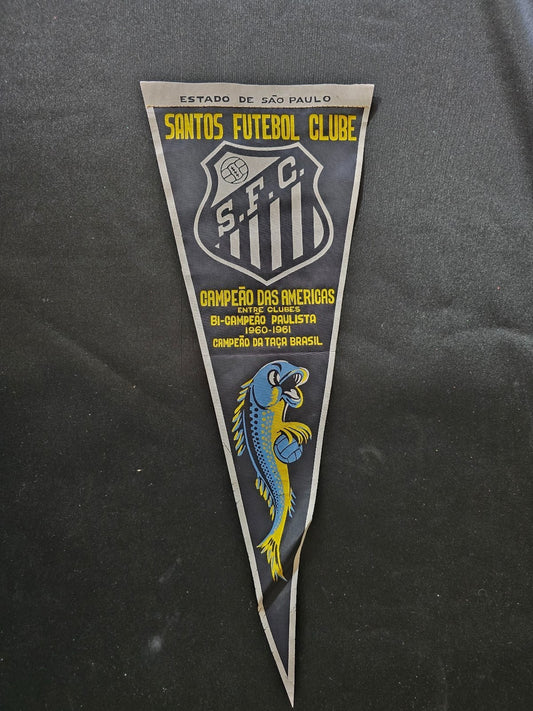 ESTADO DE SÃO PAULO
SANTOS FUTEBOL CLUBE
S.F.C.
CAMPEÃO DAS AMERICAS
ENTRE CLUBES
BI-CAMPEÃO PAULISTA
1960-1961
CAMPEÃO DA TAÇA BRASIL